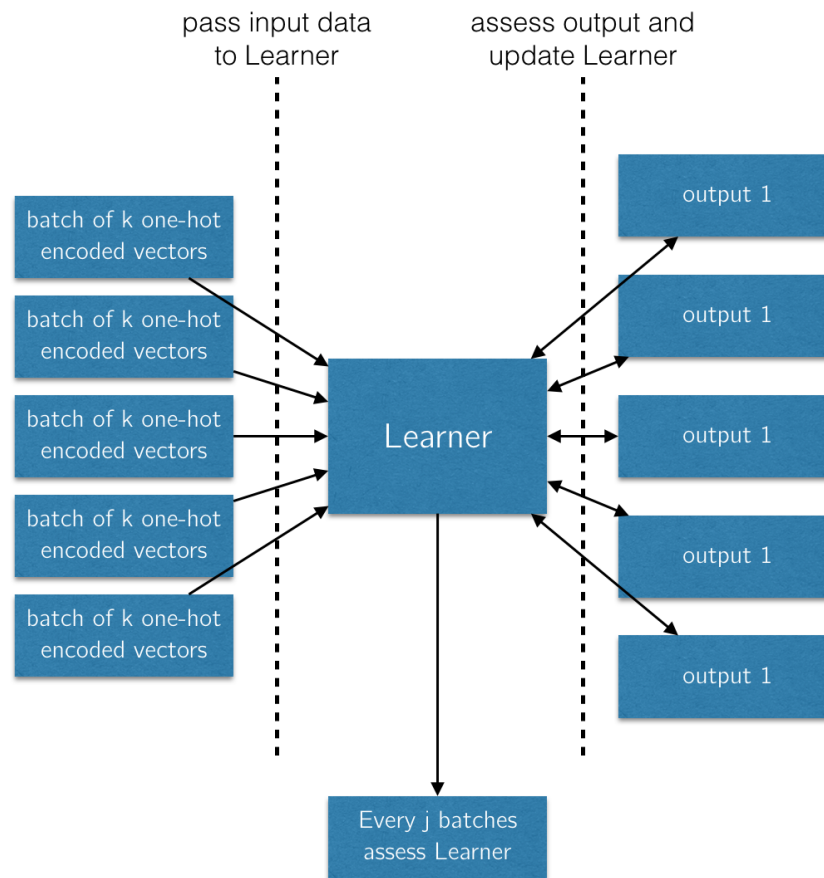 pass input data
to Learner
assess output and
update Learner
batch of k one-hot
encoded vectors
batch of k one-hot
encoded vectors
batch of k one-hot
encoded vectors
batch of k one-hot
encoded vectors
batch of k one-hot
encoded vectors
Learner
output 1
output 1
output 1
output 1
output 1
Every j batches
assess Learner